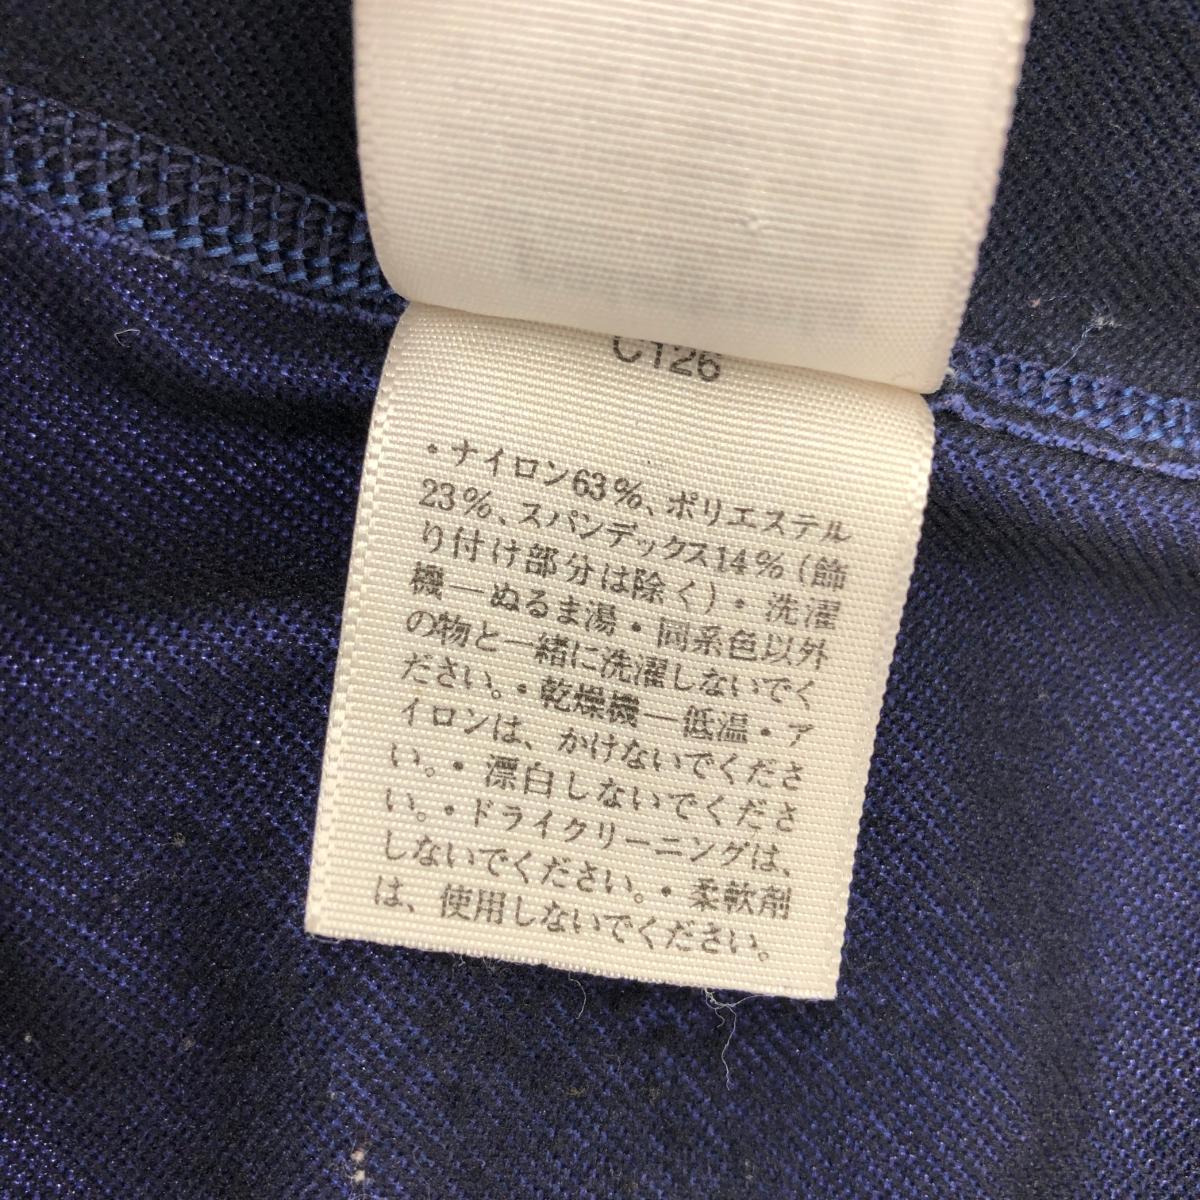 C126
・ナイロン63%、ポリエステル
23%、スパンデックス14%(飾
り付け部分は除く)・洗濯
機—ぬるま湯・同系色以外
の物と一緒に洗濯しないでく
ださい。・乾燥機—低温・ア
イロンは、かけないでくださ
い。・漂白しないでくださ
い。・ドライクリーニングは、
しないでください。・柔軟剤
は、使用しないでください。